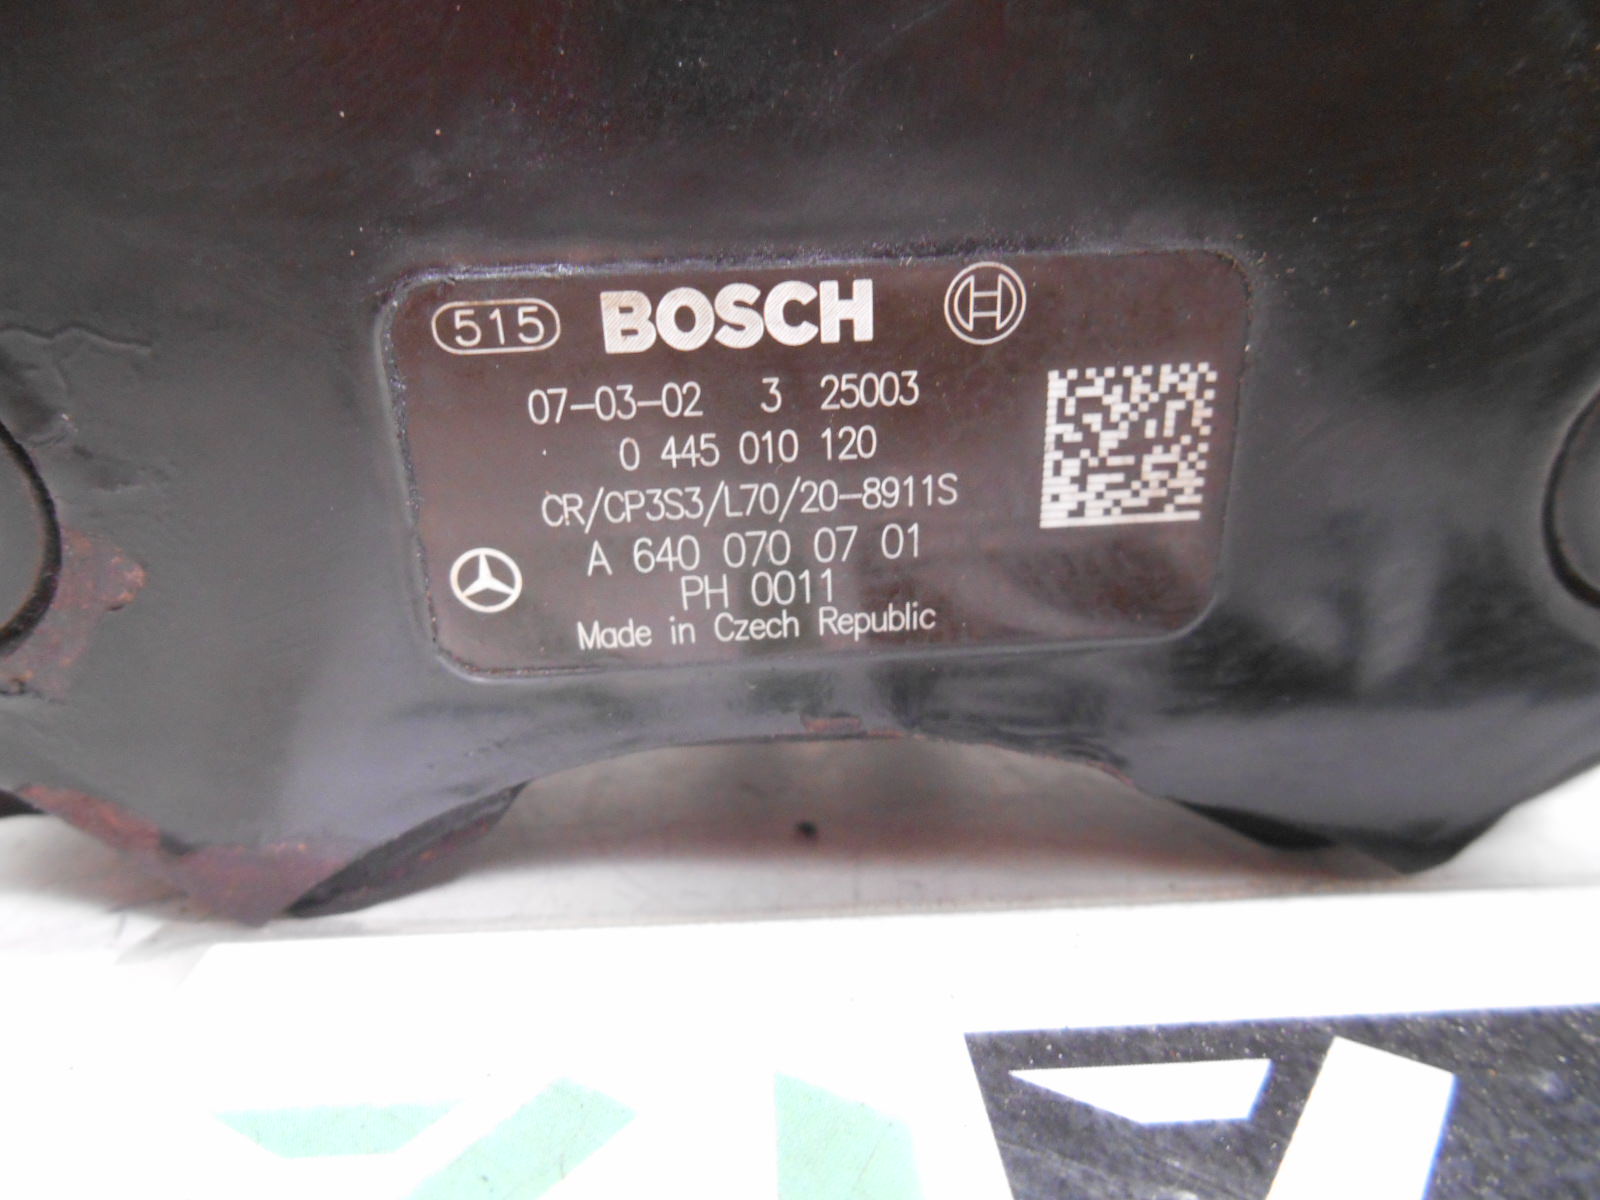 515 BOSCH
07-03-02 3 25003
0 445 010 120
CR/CP3S3/L70/20-8911S
A 640 070 07 01
PH 0011
Made in Czech Republic